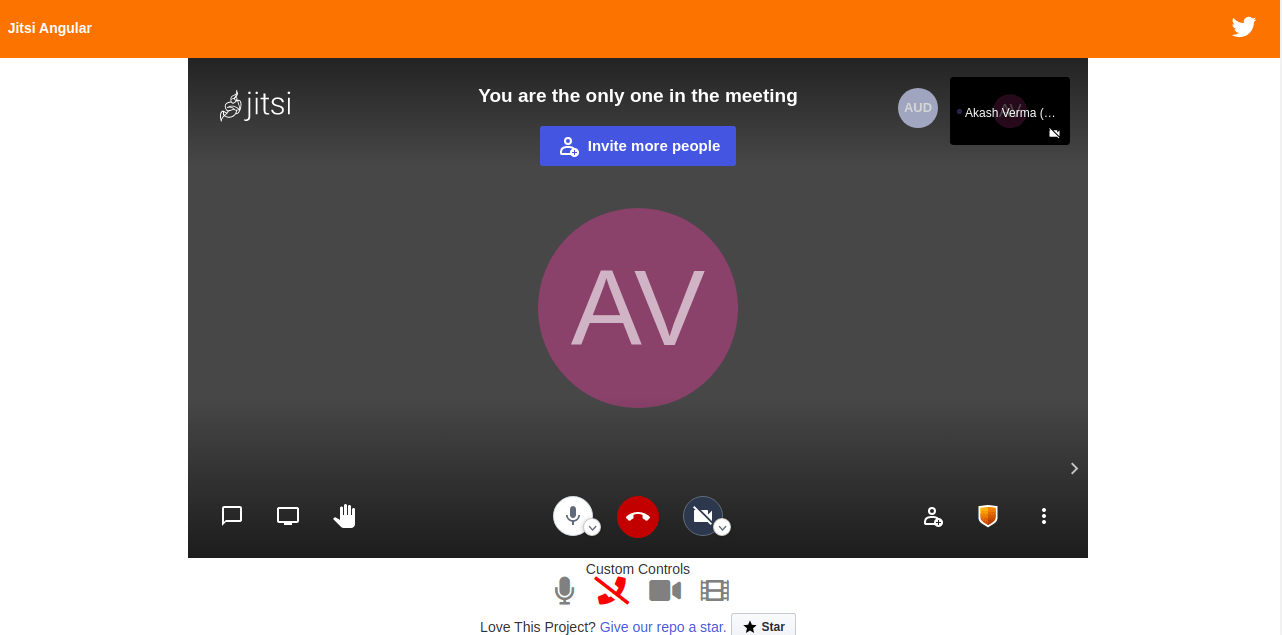 Jitsi Angular
jitsi
You are the only one in the meeting
Invite more people
AUD
Akash Verma (…
AV
Custom Controls
Love This Project? Give our repo a star. Star